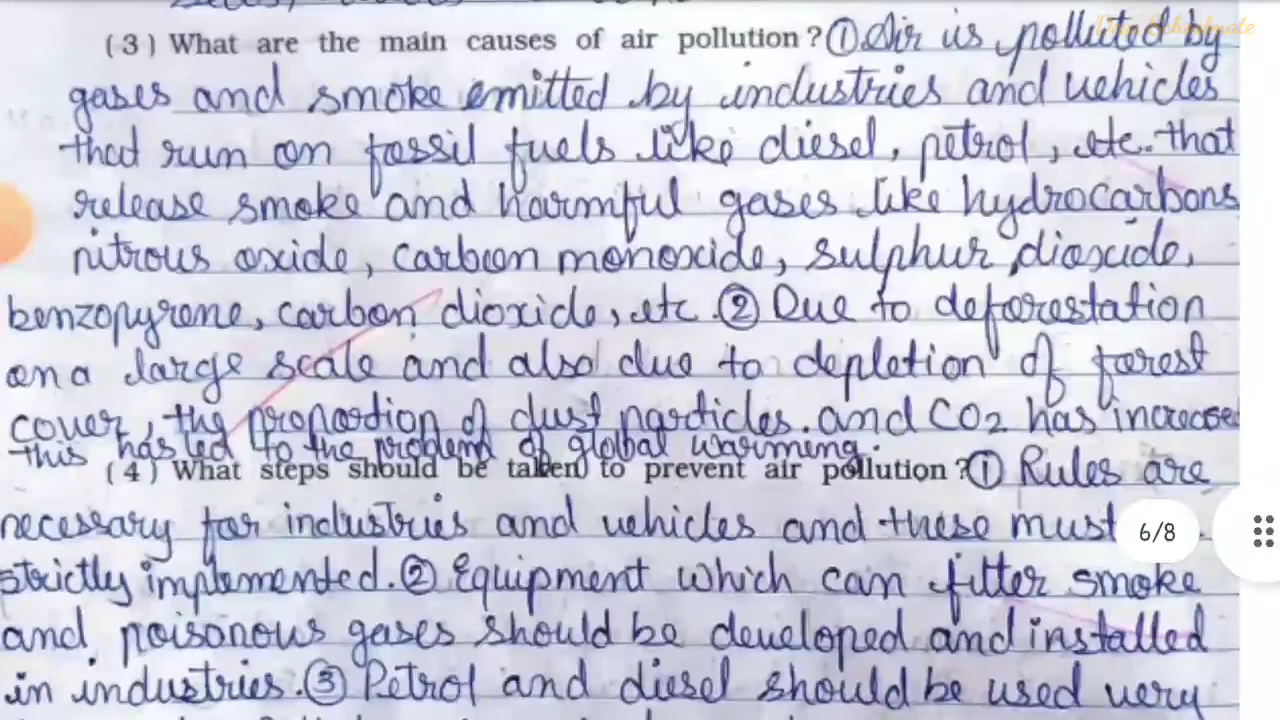 (3) What are the main causes of air pollution? ① Air is polluted by
gases and smoke emitted by industries and vehicles
that run on fossil fuels like diesel, petrol, etc. that
release smoke and harmful gases like hydrocarbons
nitrous oxide, carbon monoxide, sulphur dioxide,
benzopyrene, carbon dioxide, etc. ② Due to deforestation
on a large scale and also due to depletion of forest
cover, the proportion of dust particles and CO2 has increased
this has led to the problem of global warming.
(4) What steps should be taken to prevent air pollution? ① Rules are
necessary for industries and vehicles and these must
strictly implemented. ② Equipment which can filter smoke
and poisonous gases should be developed and installed
in industries. ③ Petrol and diesel should be used very
6/8